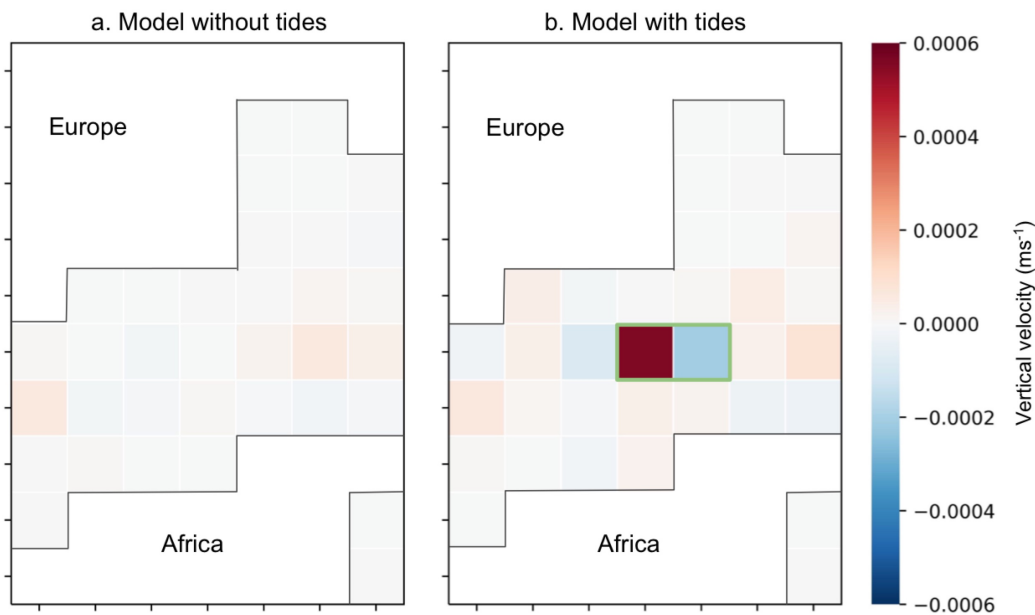 a. Model without tides
b. Model with tides
Europe
Africa
Europe
Africa
0.0006
0.0004
0.0002
0.0000
−0.0002
−0.0004
−0.0006
Vertical velocity (ms⁻¹)